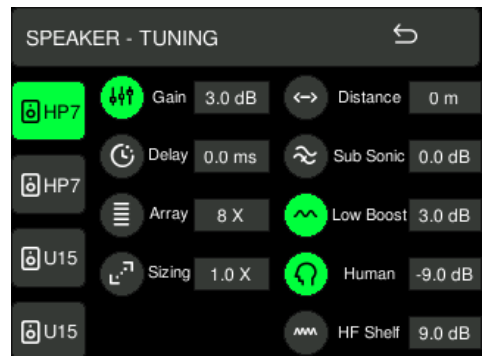 SPEAKER - TUNING
HP7 Gain 3.0 dB Distance 0 m
HP7 Delay 0.0 ms Sub Sonic 0.0 dB
Array 8 X Low Boost 3.0 dB
U15 Sizing 1.0 X Human -9.0 dB
U15 HF Shelf 9.0 dB